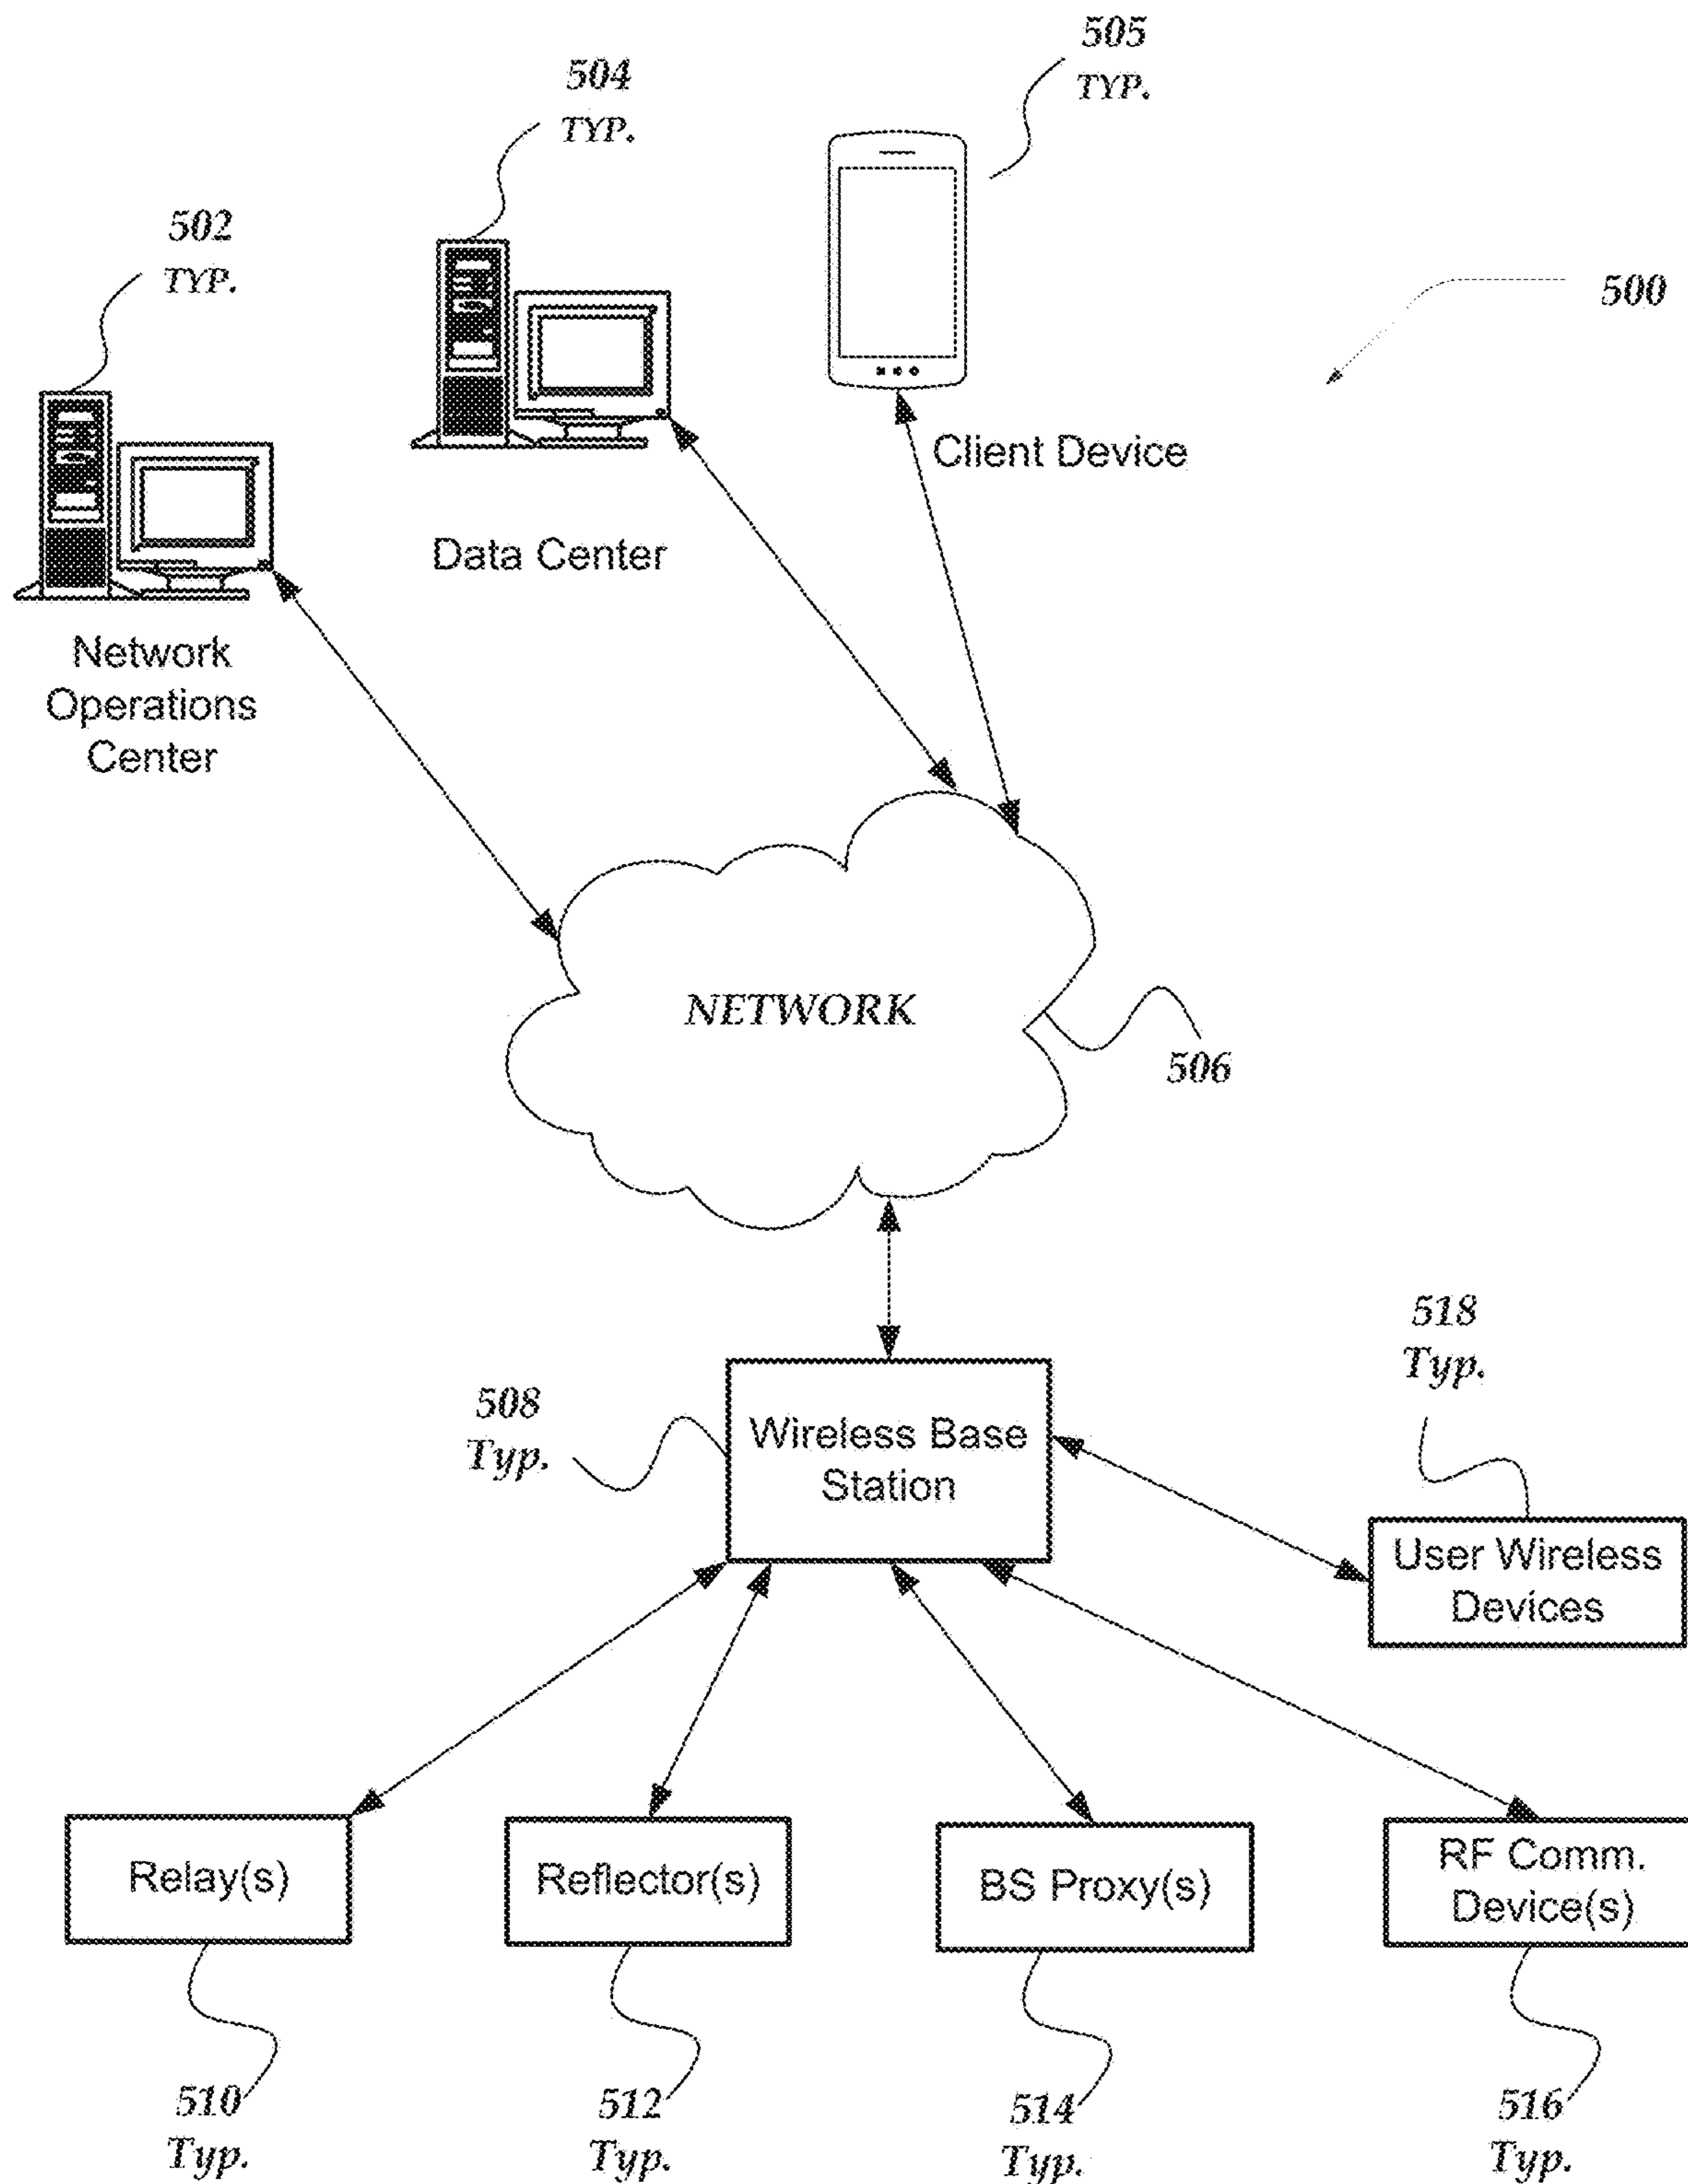 505
TYP.
504
TYP.
502
TYP.
500
Client Device
Data Center
Network
Operations
Center
NETWORK
506
518
Typ.
508
Typ.
Wireless Base
Station
User Wireless
Devices
Relay(s)
Reflector(s)
BS Proxy(s)
RF Comm.
Device(s)
510
Typ.
512
Typ.
514
Typ.
516
Typ.